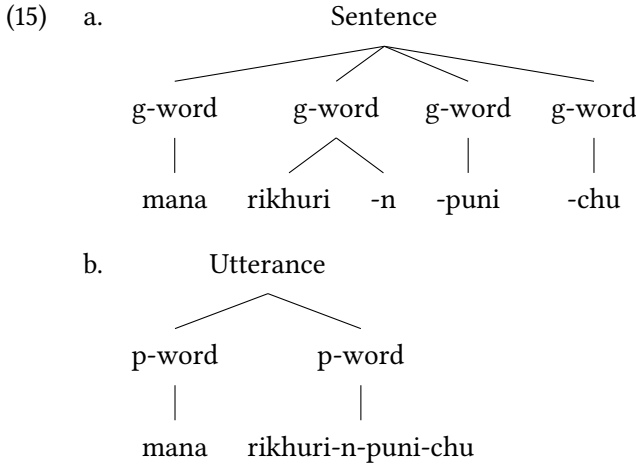 (15) a. Sentence
g-word g-word g-word g-word
mana rikhuri -n -puni -chu
b. Utterance
p-word p-word
mana rikhuri-n-puni-chu